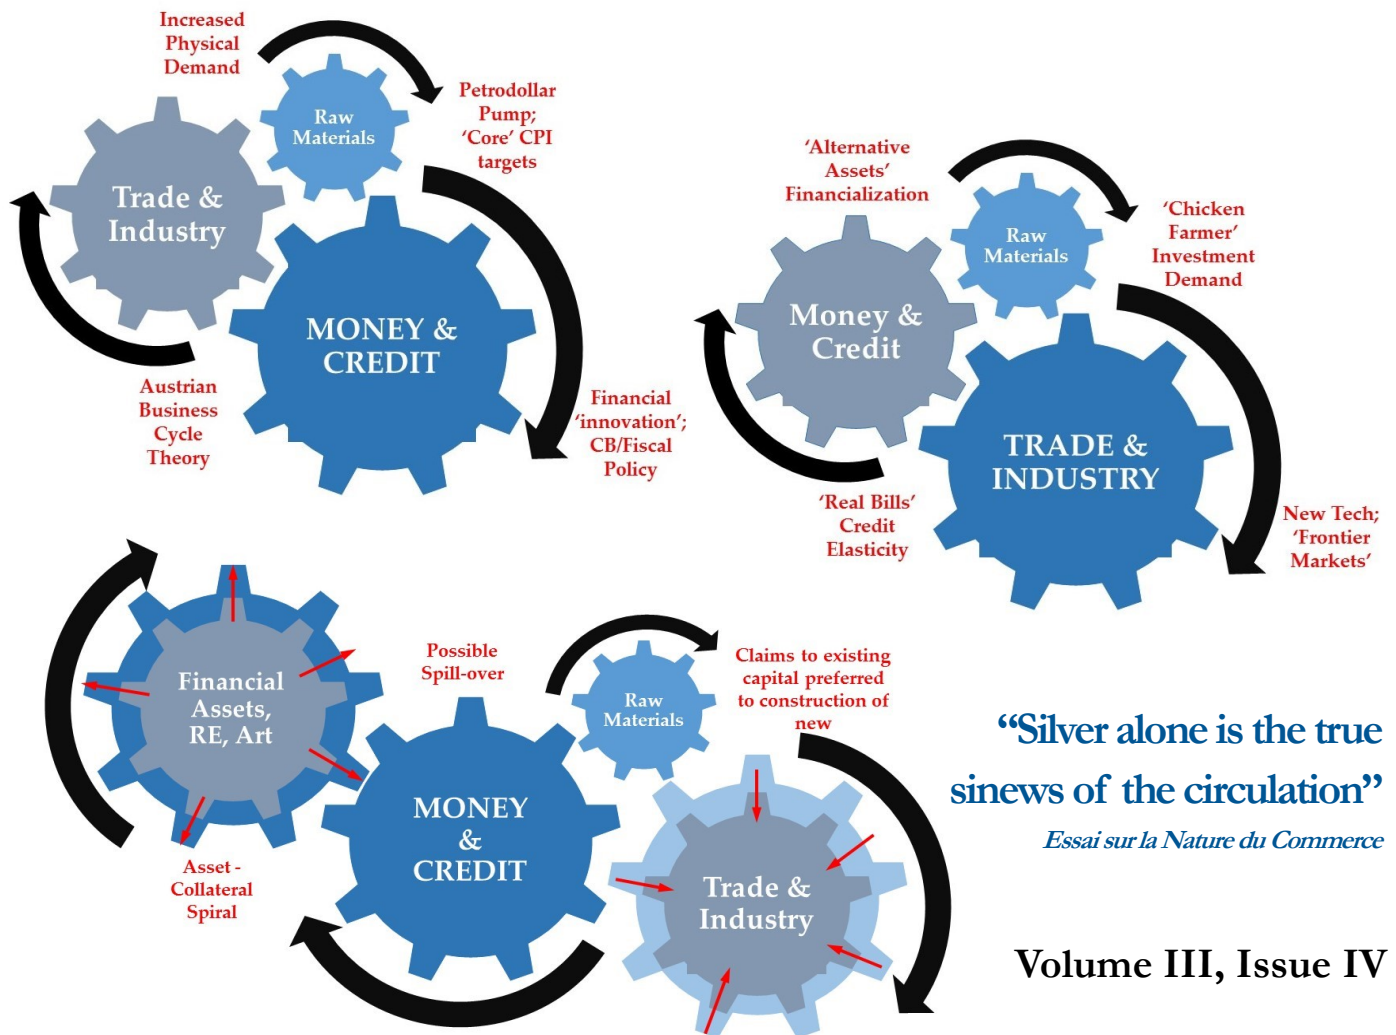 Increased
Physical
Demand
Raw
Materials
Petrodollar
Pump;
‘Core’ CPI
targets
Trade &
Industry
MONEY &
CREDIT
Austrian
Business
Cycle
Theory
Financial
‘innovation’;
CB/Fiscal
Policy
‘Alternative
Assets’
Financialization
Raw
Materials
‘Chicken
Farmer’
Investment
Demand
Money &
Credit
TRADE &
INDUSTRY
‘Real Bills’
Credit
Elasticity
New Tech;
‘Frontier
Markets’
Financial
Assets,
RE, Art
Possible
Spill-over
Raw
Materials
Claims to existing
capital preferred
to construction of
new
MONEY
&
CREDIT
Asset -
Collateral
Spiral
Trade &
Industry
“Silver alone is the true
sinews of the circulation”
Essai sur la Nature du Commerce
Volume III, Issue IV